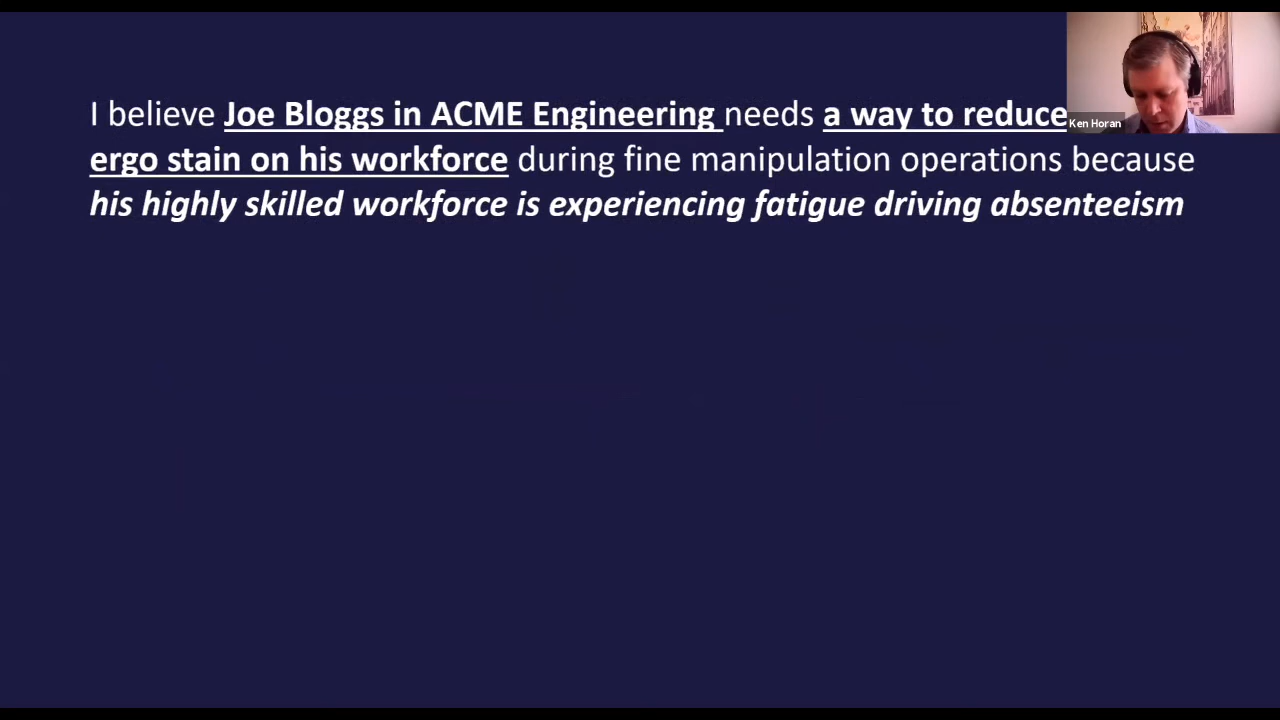 I believe Joe Bloggs in ACME Engineering needs a way to reduce
ergo stain on his workforce during fine manipulation operations because
his highly skilled workforce is experiencing fatigue driving absenteeism
Ken Horan